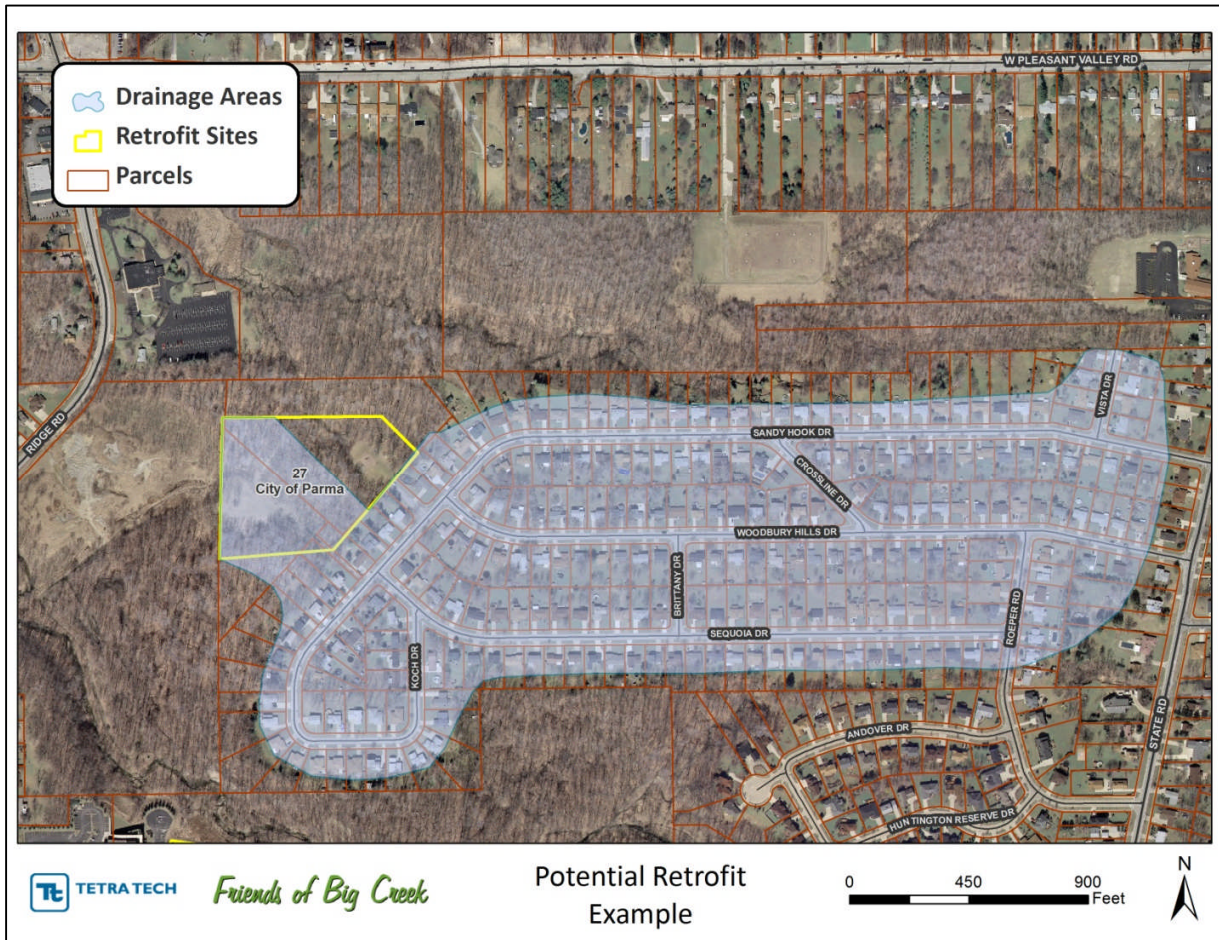 W PLEASANT VALLEY RD
Drainage Areas
Retrofit Sites
Parcels
RIDGE RD
VISTA DR
SANDY HOOK DR
CROSSLINE DR
27
City of Parma
WOODBURY HILLS DR
BRITTANY DR
ROEPER RD
SEQUOIA DR
KOCH DR
STATE RD
ANDOVER DR
HUNTINGTON RESERVE DR
Tt TETRA TECH
Friends of Big Creek
Potential Retrofit
Example
0 450 900
Feet
N